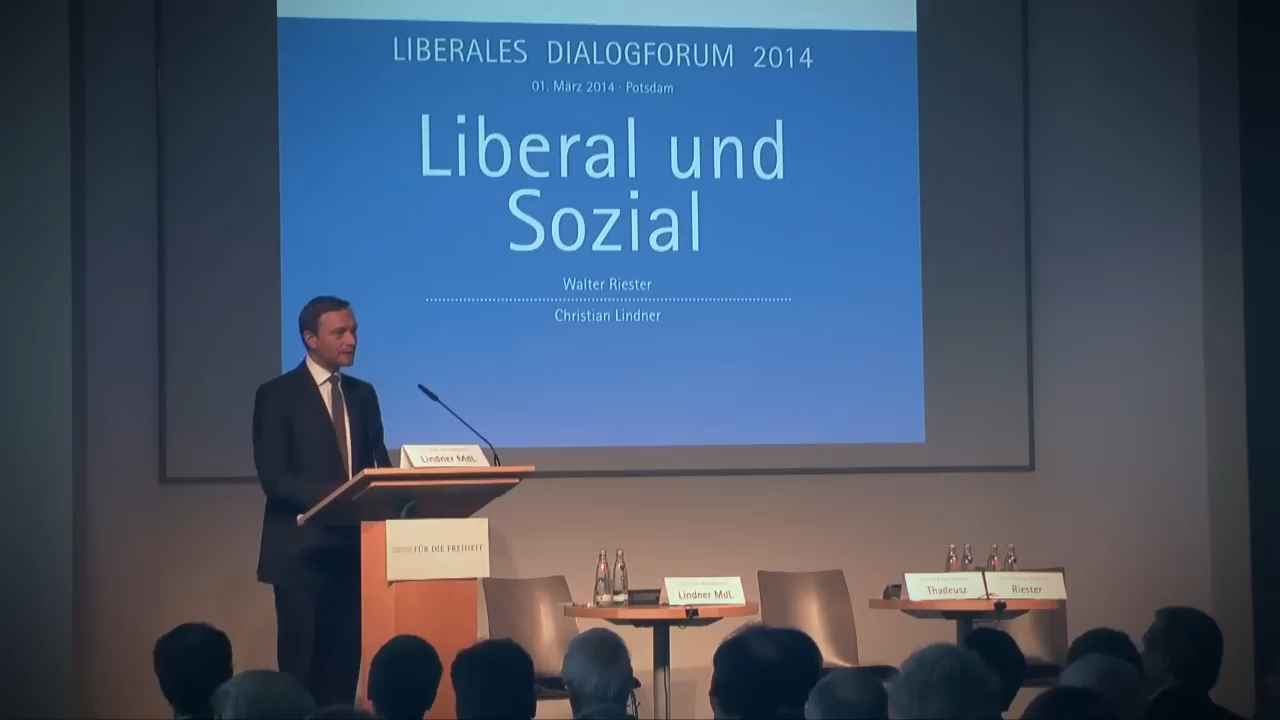 LIBERALES DIALOGFORUM 2014
01. März 2014 · Potsdam
Liberal und
Sozial
Walter Riester
Christian Lindner
Lindner MdL
FÜR DIE FREIHEIT
Lindner MdL
Thadeusz
Riester